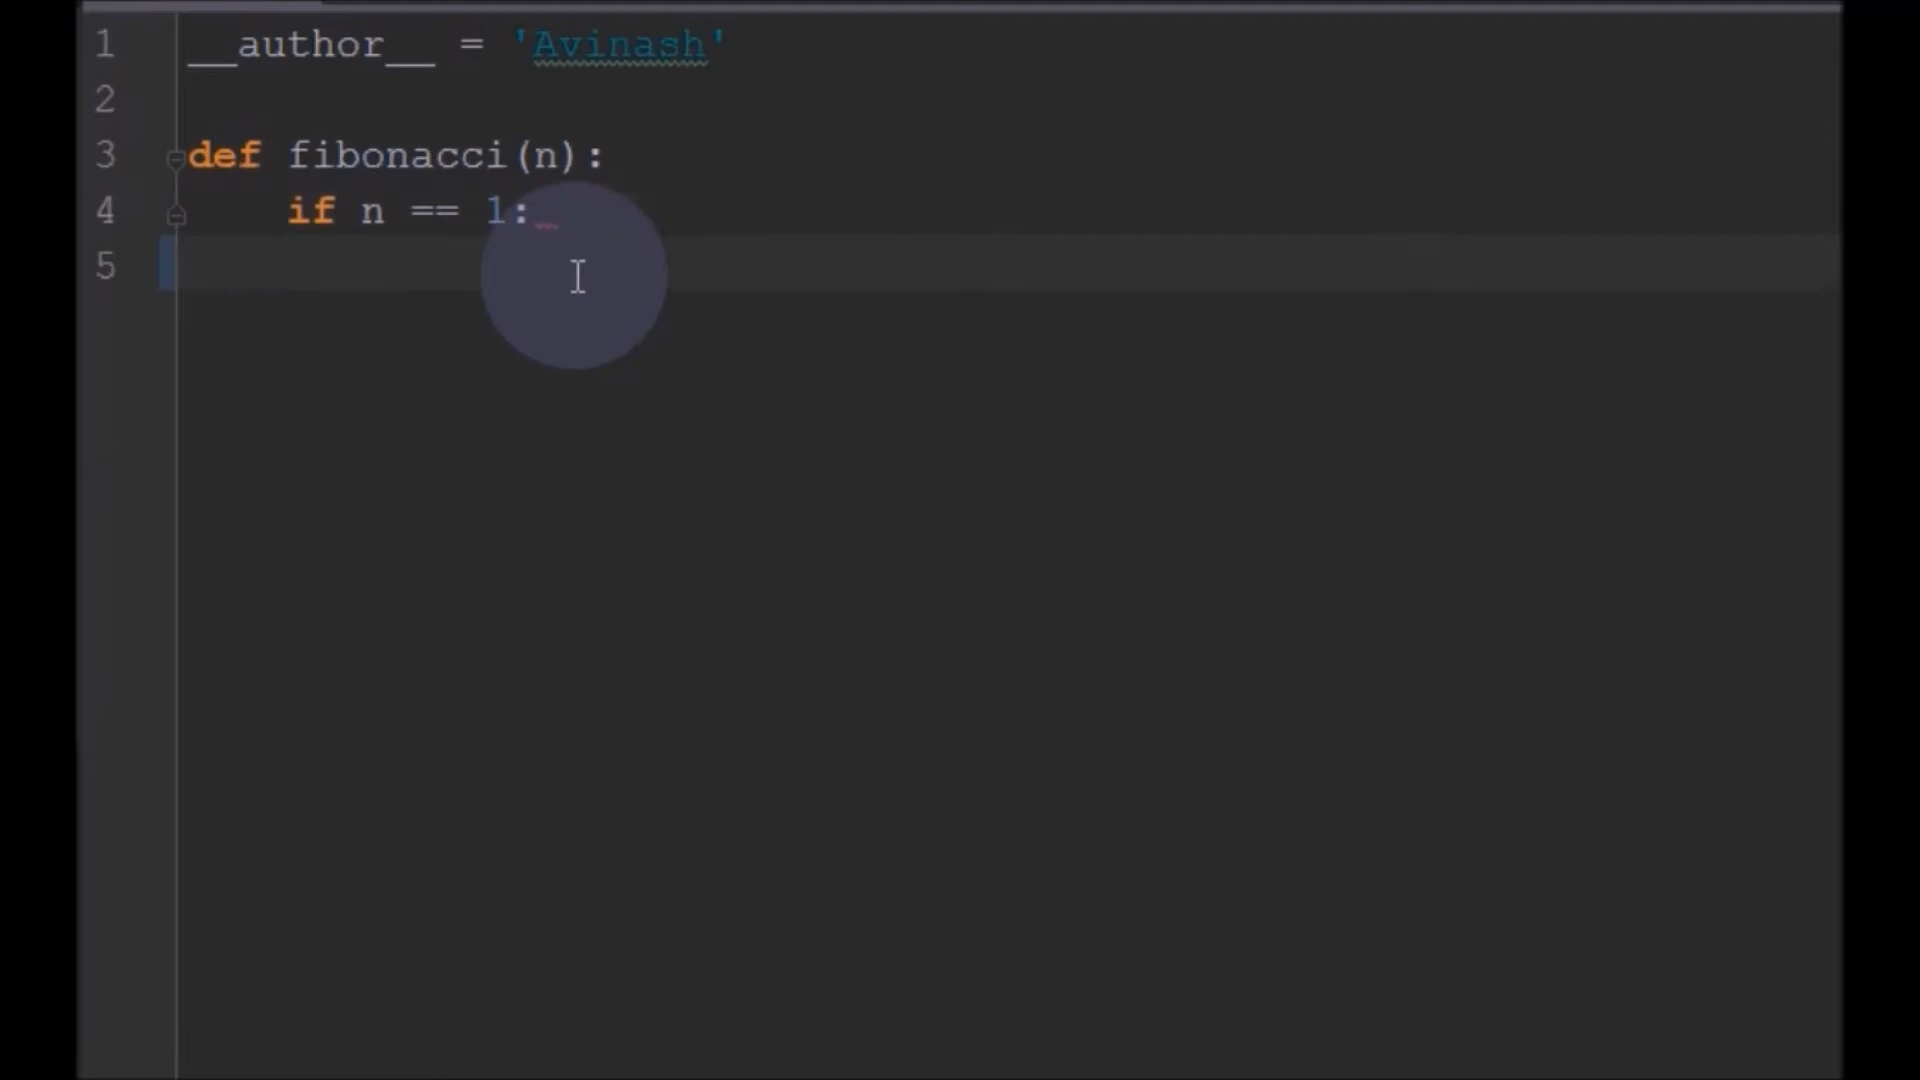 1 __author__ = 'Avinash'
2
3 def fibonacci(n):
4     if n == 1:
5